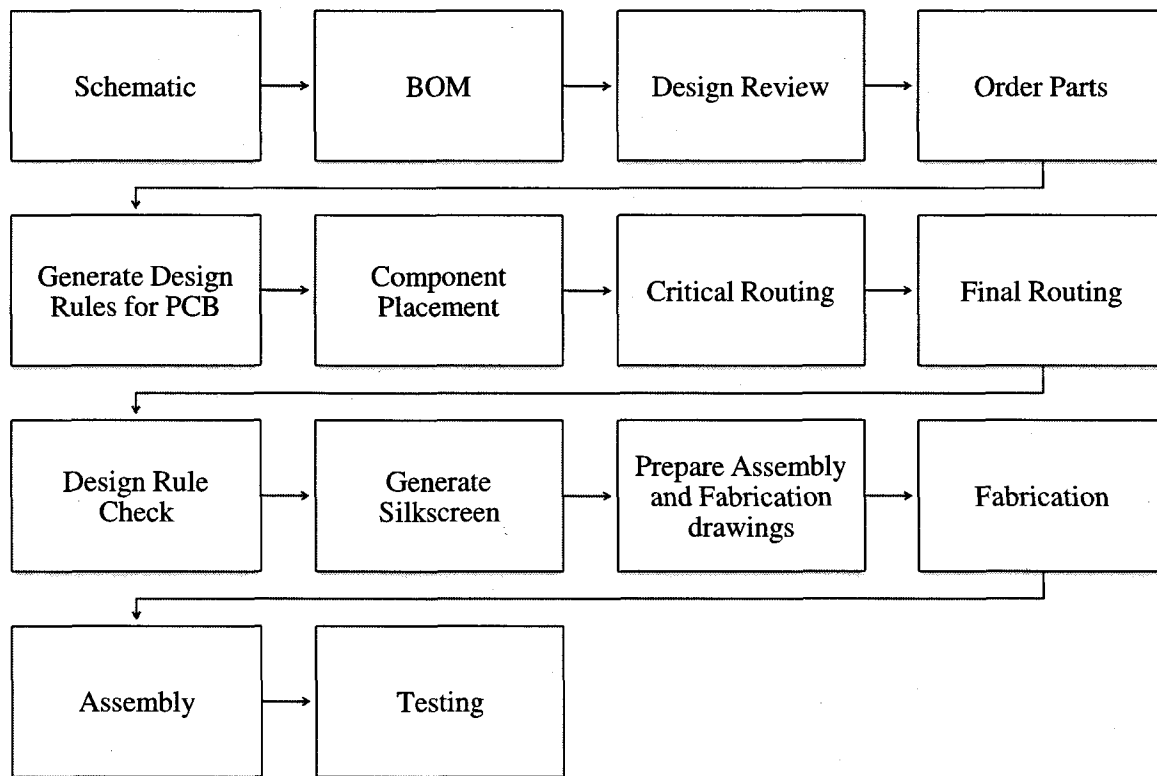 Schematic
BOM
Design Review
Order Parts
Generate Design
Rules for PCB
Component
Placement
Critical Routing
Final Routing
Design Rule
Check
Generate
Silkscreen
Prepare Assembly
and Fabrication
drawings
Fabrication
Assembly
Testing